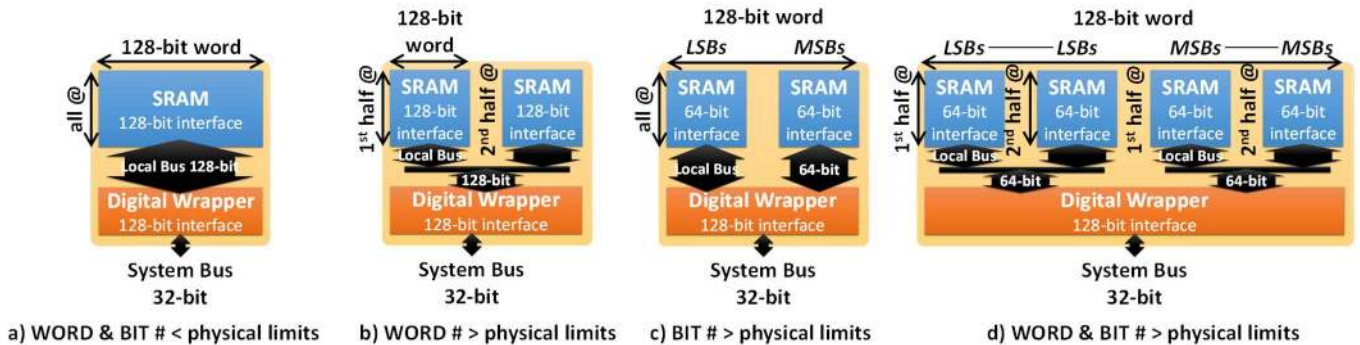 128-bit word
all @
SRAM
128-bit interface
Local Bus 128-bit
Digital Wrapper
128-bit interface
System Bus
32-bit
a) WORD & BIT # < physical limits
128-bit
word
1st half @
SRAM
128-bit
interface
2nd half @
SRAM
128-bit
interface
Local Bus
128-bit
Digital Wrapper
128-bit interface
System Bus
32-bit
b) WORD # > physical limits
128-bit word
LSBs
MSBs
all @
SRAM
64-bit
interface
SRAM
64-bit
interface
Local Bus
64-bit
Digital Wrapper
128-bit interface
System Bus
32-bit
c) BIT # > physical limits
128-bit word
LSBs LSBs MSBs MSBs
1st half @
SRAM
64-bit
interface
2nd half @
SRAM
64-bit
interface
1st half @
SRAM
64-bit
interface
2nd half @
SRAM
64-bit
interface
Local Bus
64-bit
Local Bus
64-bit
Digital Wrapper
128-bit interface
System Bus
32-bit
d) WORD & BIT # > physical limits